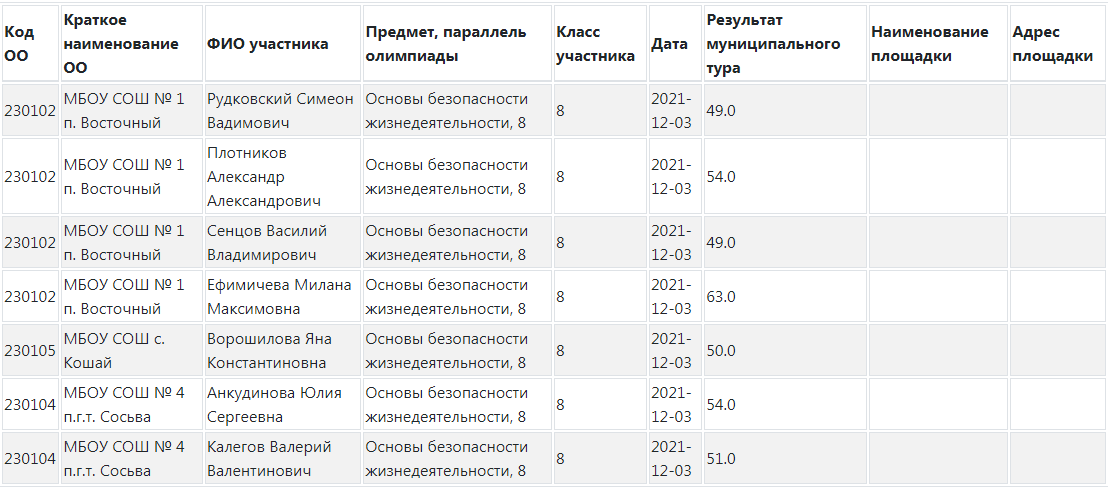 Код ОО
Краткое наименование ОО
ФИО участника
Предмет, параллель олимпиады
Класс участника
Дата
Результат муниципального тура
Наименование площадки
Адрес площадки
230102
МБОУ СОШ № 1
п. Восточный
Рудковский Симеон
Вадимович
Основы безопасности
жизнедеятельности, 8
8
2021-
12-03
49.0
230102
МБОУ СОШ № 1
п. Восточный
Плотников
Александр
Александрович
Основы безопасности
жизнедеятельности, 8
8
2021-
12-03
54.0
230102
МБОУ СОШ № 1
п. Восточный
Сенцов Василий
Владимирович
Основы безопасности
жизнедеятельности, 8
8
2021-
12-03
49.0
230102
МБОУ СОШ № 1
п. Восточный
Ефимичева Милана
Максимовна
Основы безопасности
жизнедеятельности, 8
8
2021-
12-03
63.0
230105
МБОУ СОШ с.
Кошай
Ворошилова Яна
Константиновна
Основы безопасности
жизнедеятельности, 8
8
2021-
12-03
50.0
230104
МБОУ СОШ № 4
п.г.т. Сосьва
Анкудинова Юлия
Сергеевна
Основы безопасности
жизнедеятельности, 8
8
2021-
12-03
54.0
230104
МБОУ СОШ № 4
п.г.т. Сосьва
Калегов Валерий
Валентинович
Основы безопасности
жизнедеятельности, 8
8
2021-
12-03
51.0